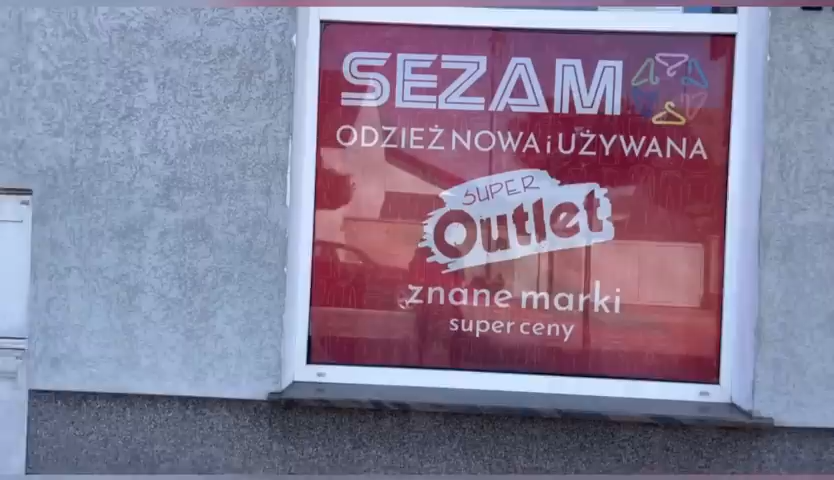 SEZAM
ODZIEŻ NOWA i UŻYWANA
SUPER
Outlet
znane marki
super ceny